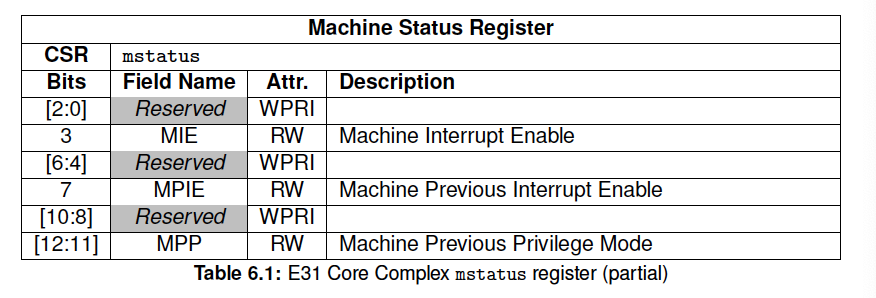 Machine Status Register
CSR mstatus
Bits Field Name Attr. Description
[2:0] Reserved WPRI
3 MIE RW Machine Interrupt Enable
[6:4] Reserved WPRI
7 MPIE RW Machine Previous Interrupt Enable
[10:8] Reserved WPRI
[12:11] MPP RW Machine Previous Privilege Mode
Table 6.1: E31 Core Complex mstatus register (partial)